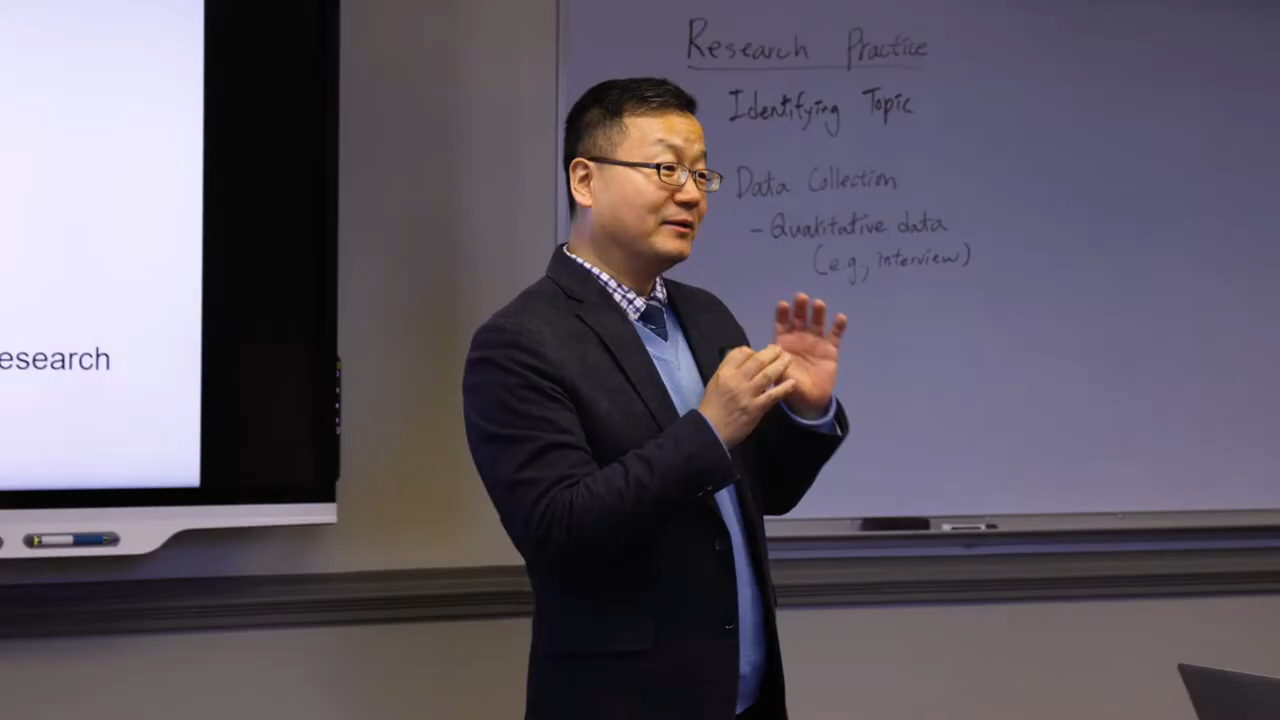 esearch
Research Practice
Identifying Topic
Data Collection
- Qualitative data
(e.g., interview)